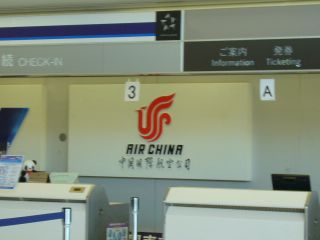 続 CHECK-IN
ご案内 発券
Information Ticketing
3
A
AIR CHINA
中国国际航空公司